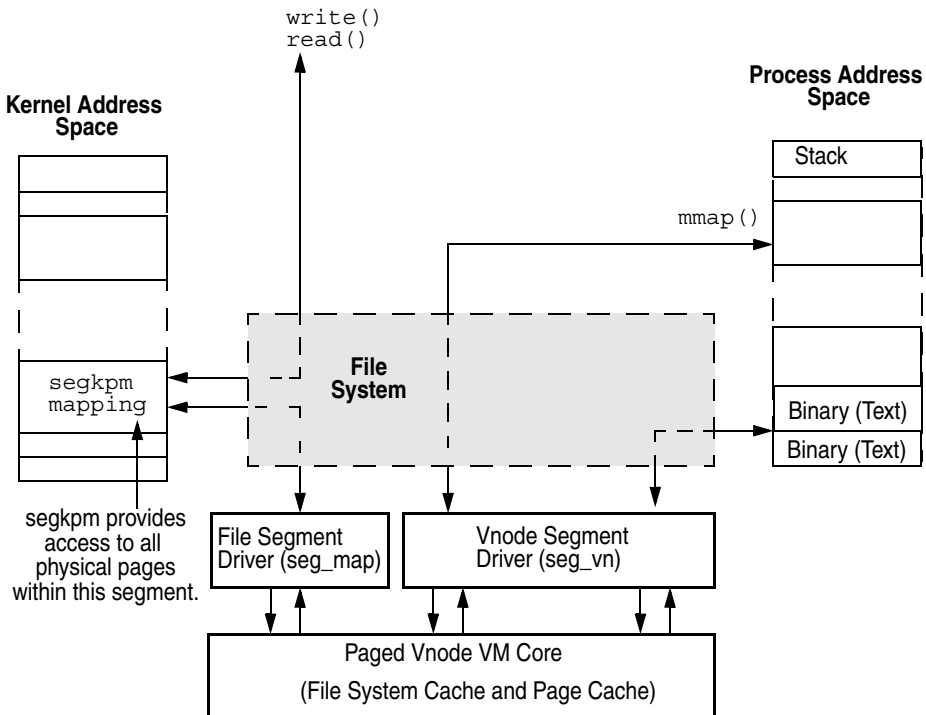 write()
read()
Kernel Address
Space
Process Address
Space
Stack
mmap()
File
System
segkpm
mapping
Binary (Text)
Binary (Text)
segkpm provides
access to all
physical pages
within this segment.
File Segment
Driver (seg_map)
Vnode Segment
Driver (seg_vn)
Paged Vnode VM Core
(File System Cache and Page Cache)